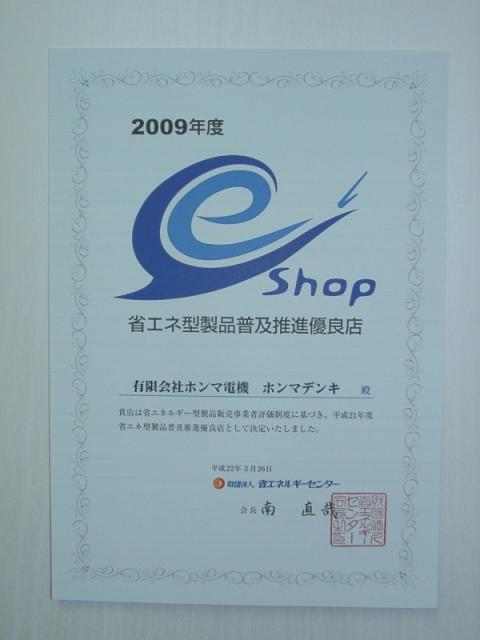 2009年度
e
Shop
省エネ型製品普及推進優良店
有限会社ホンマ電機 ホンマデンキ 殿
貴店は省エネルギー型製品販売事業者評価制度に基づき、平成21年度
省エネ型製品普及推進優良店として決定いたしました。
平成22年3月26日
財団法人 省エネルギーセンター
会長 南 直哉